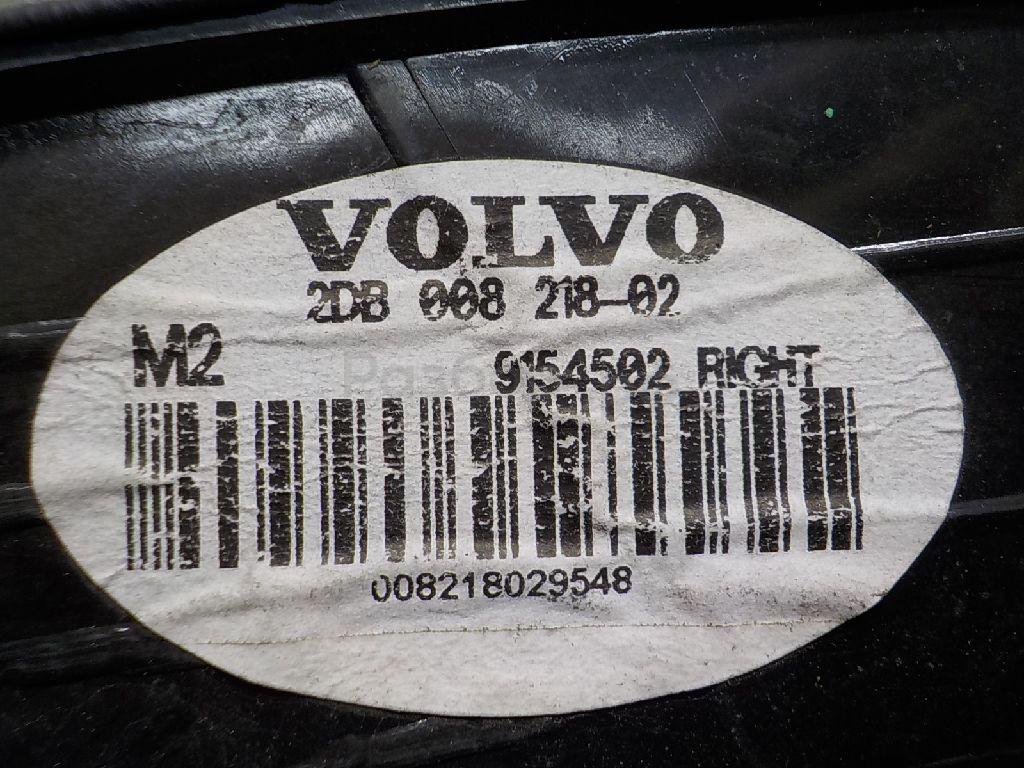 VOLVO
2DB 008 218-02
M2
9154502 RIGHT
008218029548